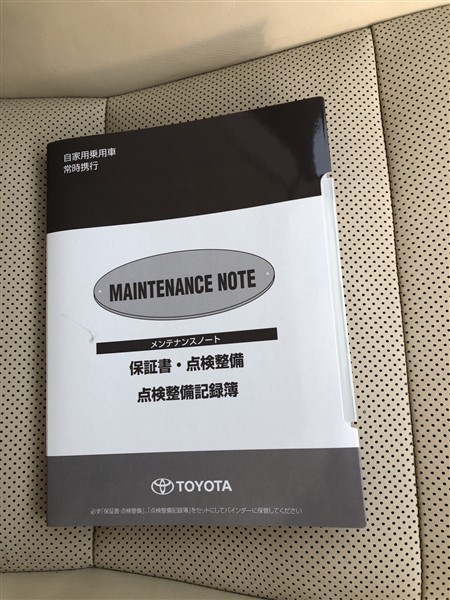 自家用乗用車
常時携行
MAINTENANCE NOTE
メンテナンスノート
保証書・点検整備
点検整備記録簿
TOYOTA
必ず「保証書・点検整備」、「点検整備記録簿」をセットにしてバインダーに保管してください